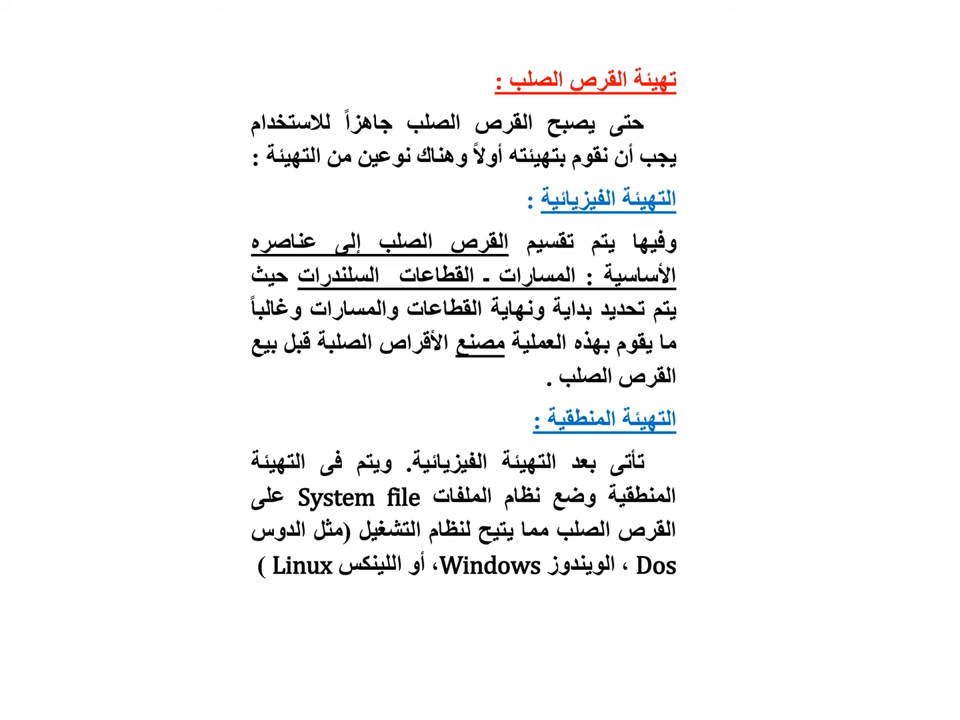 تهيئة القرص الصلب :
حتى يصبح القرص الصلب جاهزاً للاستخدام
يجب أن نقوم بتهيئته أولاً وهناك نوعين من التهيئة :
التهيئة الفيزيائية :
وفيها يتم تقسيم القرص الصلب إلى عناصره
الأساسية : المسارات - القطاعات السلندرات حيث
يتم تحديد بداية ونهاية القطاعات والمسارات وغالباً
ما يقوم بهذه العملية مصنع الأقراص الصلبة قبل بيع
القرص الصلب .
التهيئة المنطقية :
تأتى بعد التهيئة الفيزيائية. ويتم فى التهيئة
المنطقية وضع نظام الملفات System file على
القرص الصلب مما يتيح لنظام التشغيل (مثل الدوس
Dos ، الويندوز Windows، أو اللينكس Linux )